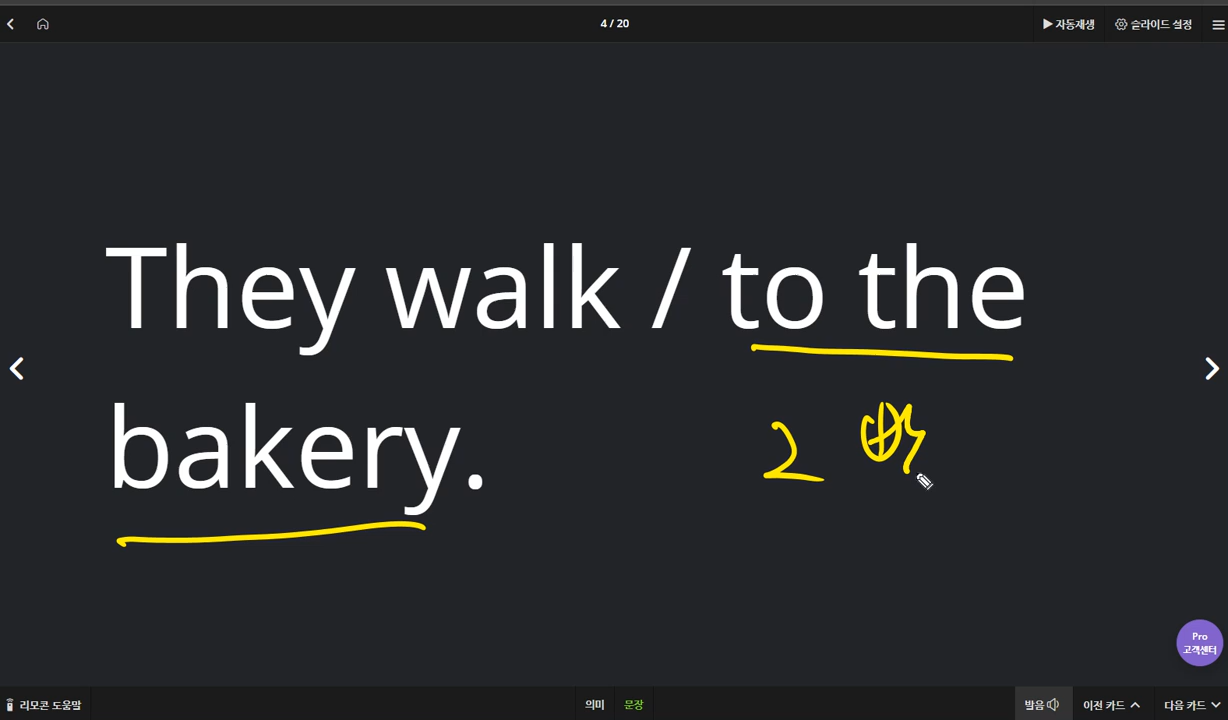 4 / 20
자동재생
슬라이드 설정
They walk / to the
bakery.
2
Pro
고객센터
리모콘 도움말
의미
문장
발음
이전 카드
다음 카드